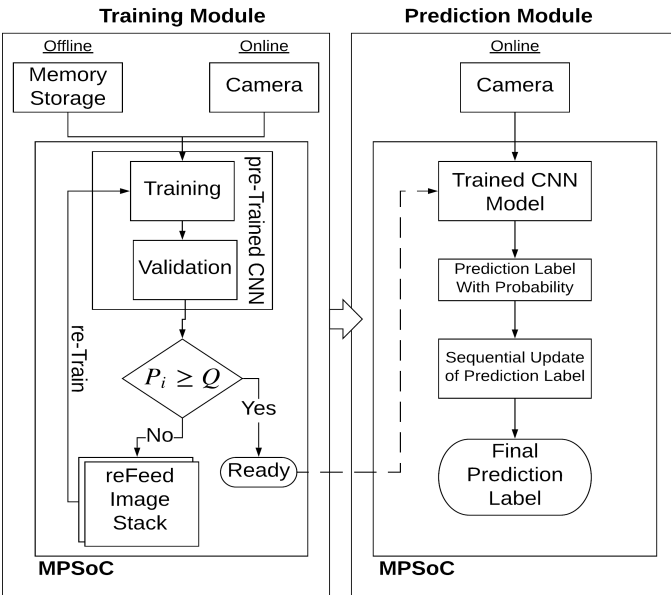 Training Module
Offline
Online
Memory
Storage
Camera
Training
Validation
pre-Trained CNN
re-Train
P_i ≥ Q
Yes
No
Ready
reFeed
Image
Stack
MPSoC
Prediction Module
Online
Camera
Trained CNN
Model
Prediction Label
With Probability
Sequential Update
of Prediction Label
Final
Prediction
Label
MPSoC